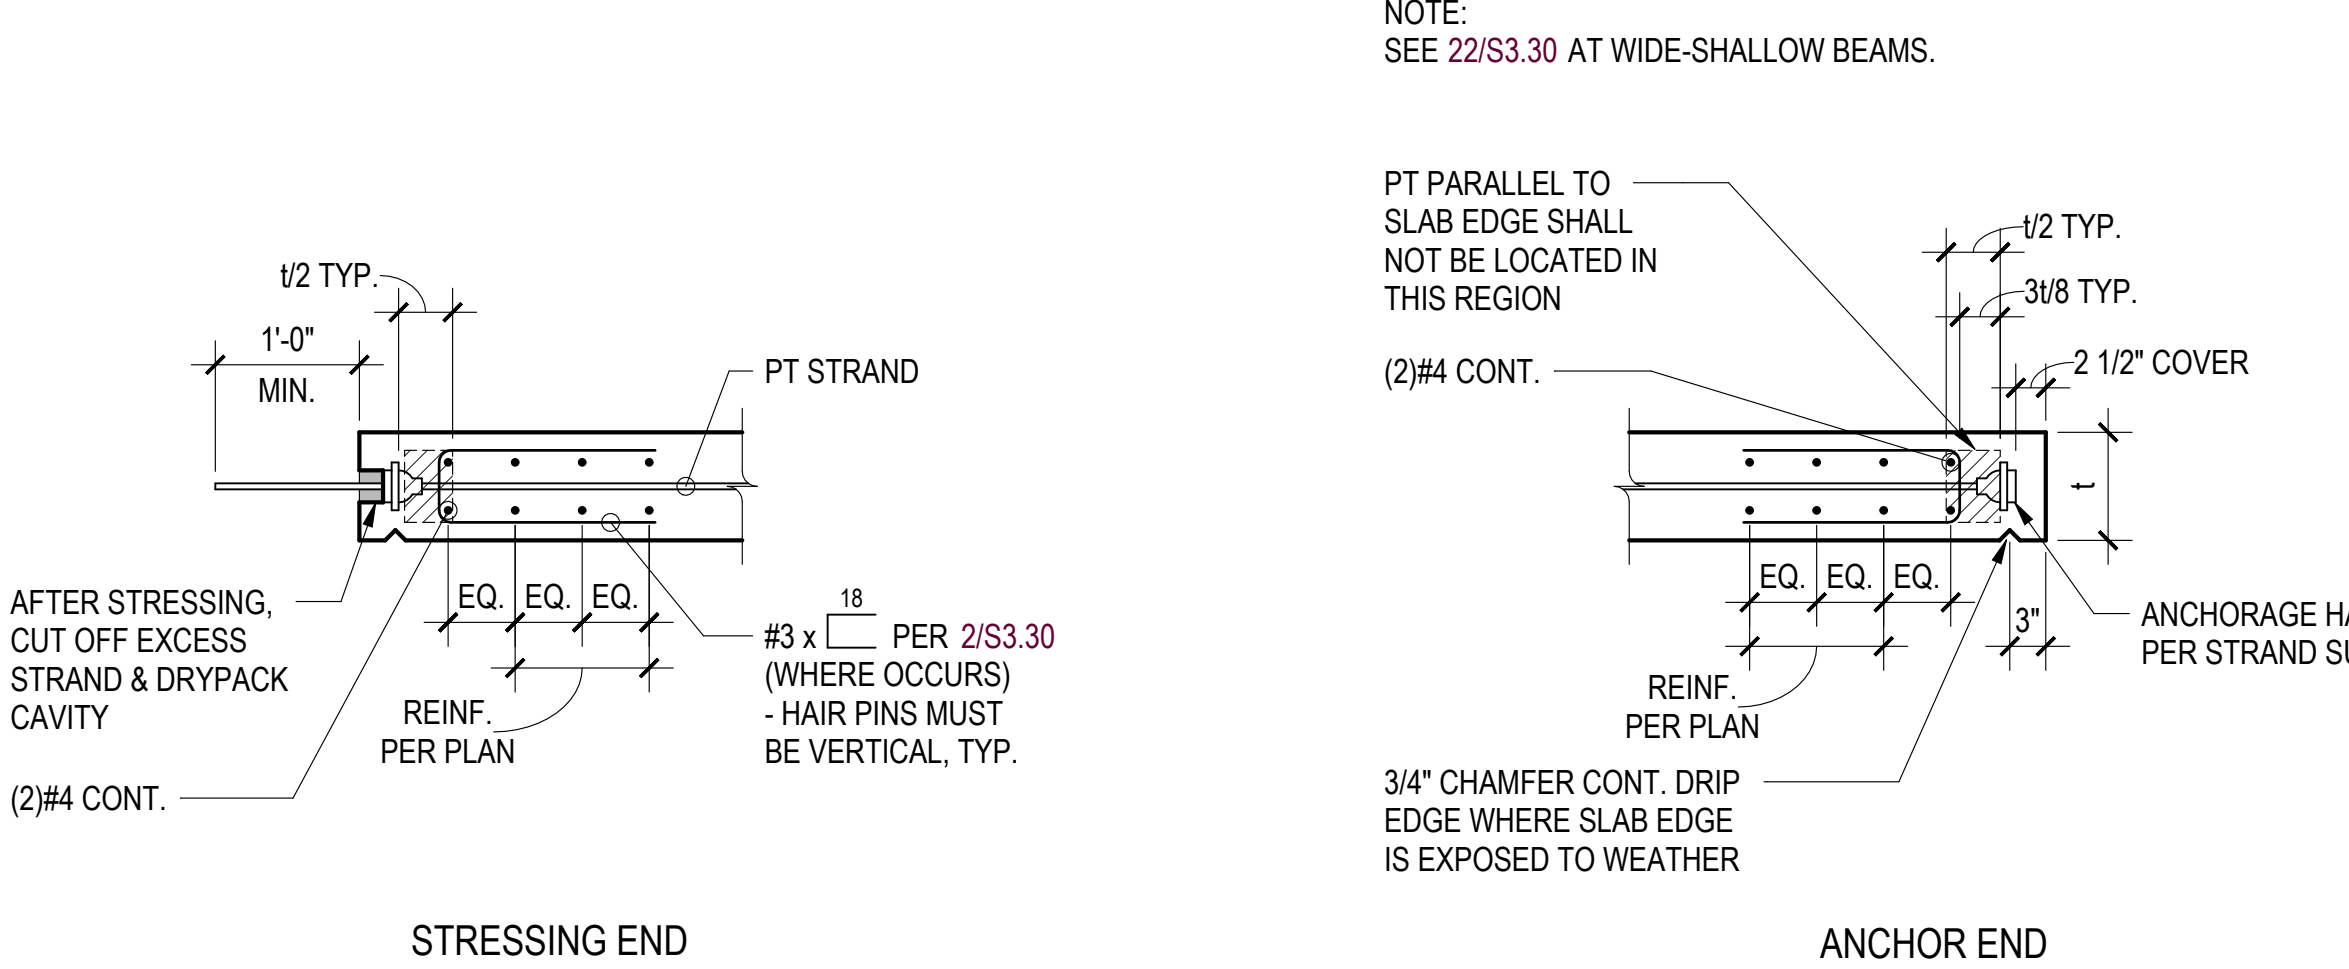 NOTE:
SEE 22/S3.30 AT WIDE-SHALLOW BEAMS.
t/2 TYP.
1'-0"
MIN.
PT STRAND
AFTER STRESSING,
CUT OFF EXCESS
STRAND & DRYPACK
CAVITY
(2)#4 CONT.
EQ. EQ. EQ.
REINF.
PER PLAN
18
#3 x PER 2/S3.30
(WHERE OCCURS)
- HAIR PINS MUST
BE VERTICAL, TYP.
STRESSING END
PT PARALLEL TO
SLAB EDGE SHALL
NOT BE LOCATED IN
THIS REGION
(2)#4 CONT.
t/2 TYP.
3t/8 TYP.
2 1/2" COVER
t
EQ. EQ. EQ.
3"
REINF.
PER PLAN
ANCHORAGE
PER STRAND
3/4" CHAMFER CONT. DRIP
EDGE WHERE SLAB EDGE
IS EXPOSED TO WEATHER
ANCHOR END